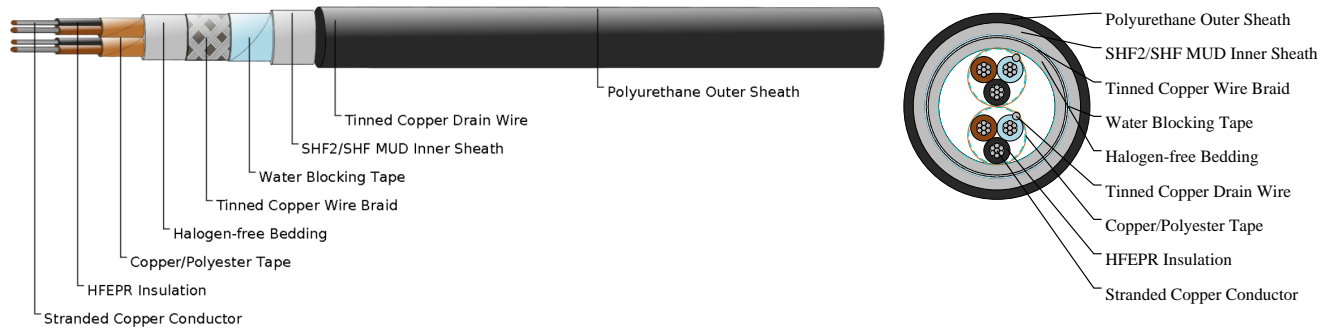 Polyurethane Outer Sheath
Tinned Copper Drain Wire
SHF2/SHF MUD Inner Sheath
Water Blocking Tape
Tinned Copper Wire Braid
Halogen-free Bedding
Copper/Polyester Tape
HFEPR Insulation
Stranded Copper Conductor
Polyurethane Outer Sheath
SHF2/SHF MUD Inner Sheath
Tinned Copper Wire Braid
Water Blocking Tape
Halogen-free Bedding
Tinned Copper Drain Wire
Copper/Polyester Tape
HFEPR Insulation
Stranded Copper Conductor